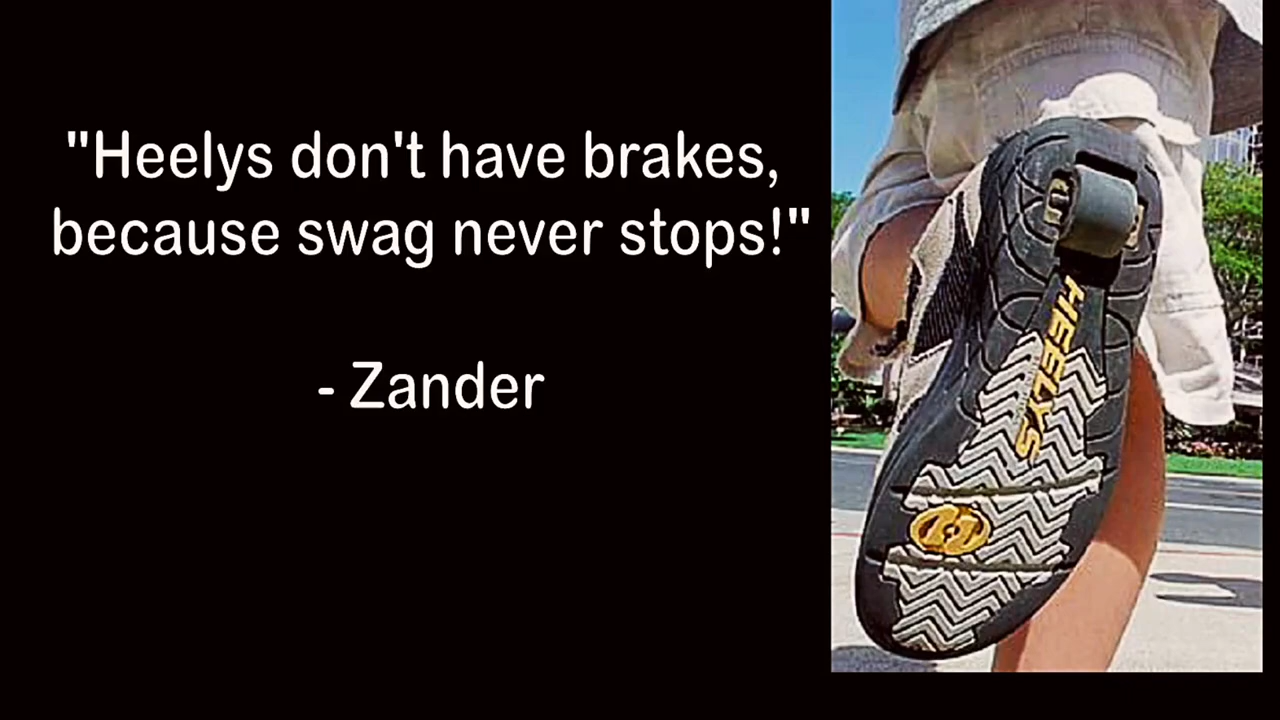 "Heelys don't have brakes,
because swag never stops!"
- Zander
HEELYS